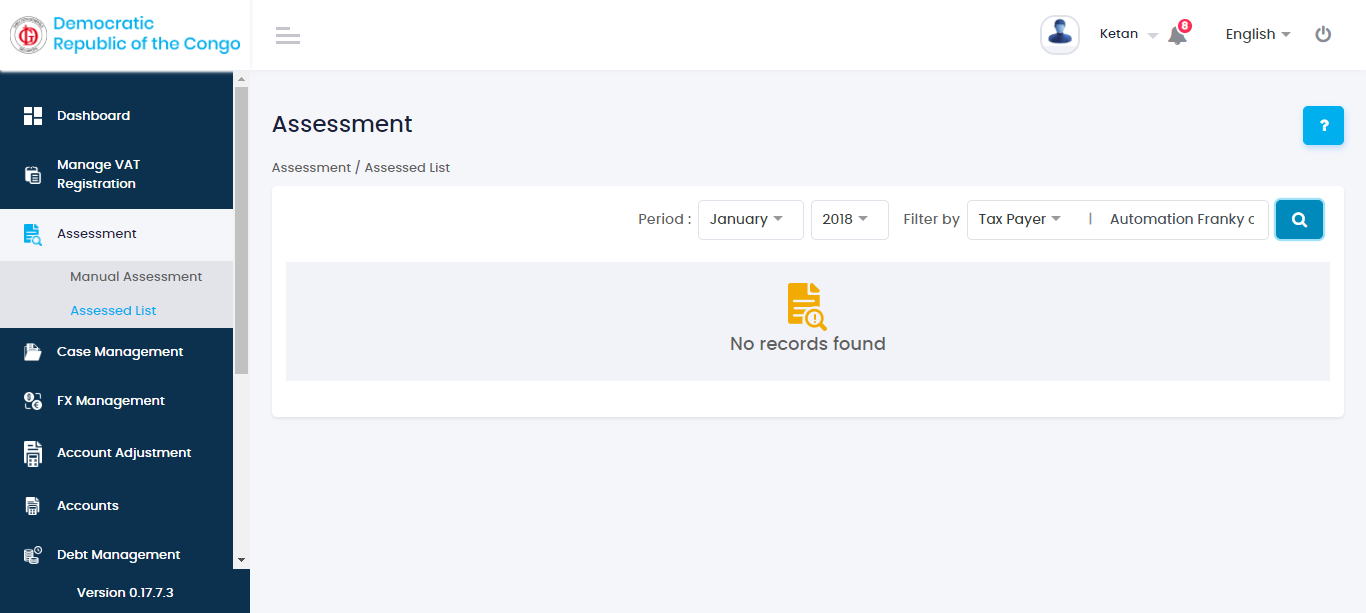 Democratic
Republic of the Congo
Ketan
8
English
Dashboard
Manage VAT
Registration
Assessment
Manual Assessment
Assessed List
Case Management
FX Management
Account Adjustment
Accounts
Debt Management
Version 0.17.7.3
Assessment
?
Assessment / Assessed List
Period : January 2018 Filter by Tax Payer | Automation Franky c
No records found